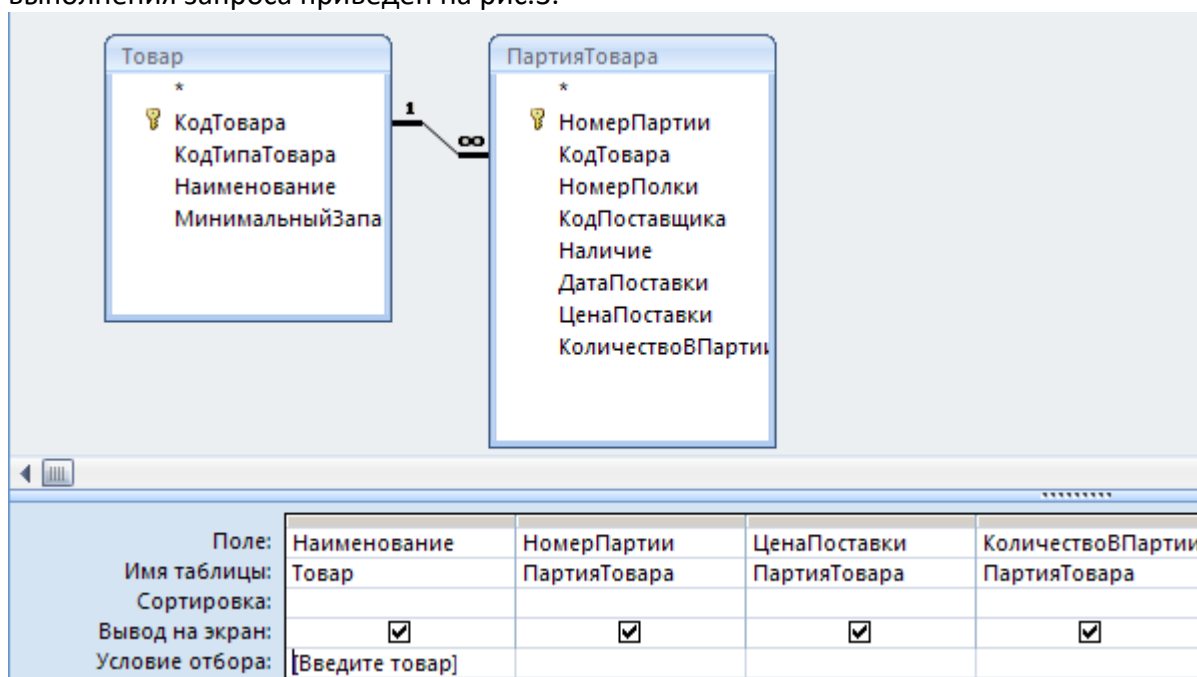 выполнения запроса приведен на рис.3.
Товар
*
КодТовара
КодТипаТовара
Наименование
МинимальныйЗапа
1
∞
ПартияТовара
*
НомерПартии
КодТовара
НомерПолки
КодПоставщика
Наличие
ДатаПоставки
ЦенаПоставки
КоличествоВПартии
Поле: Наименование НомерПартии ЦенаПоставки КоличествоВПартии
Имя таблицы: Товар ПартияТовара ПартияТовара ПартияТовара
Сортировка:
Вывод на экран:
Условие отбора: [Введите товар]